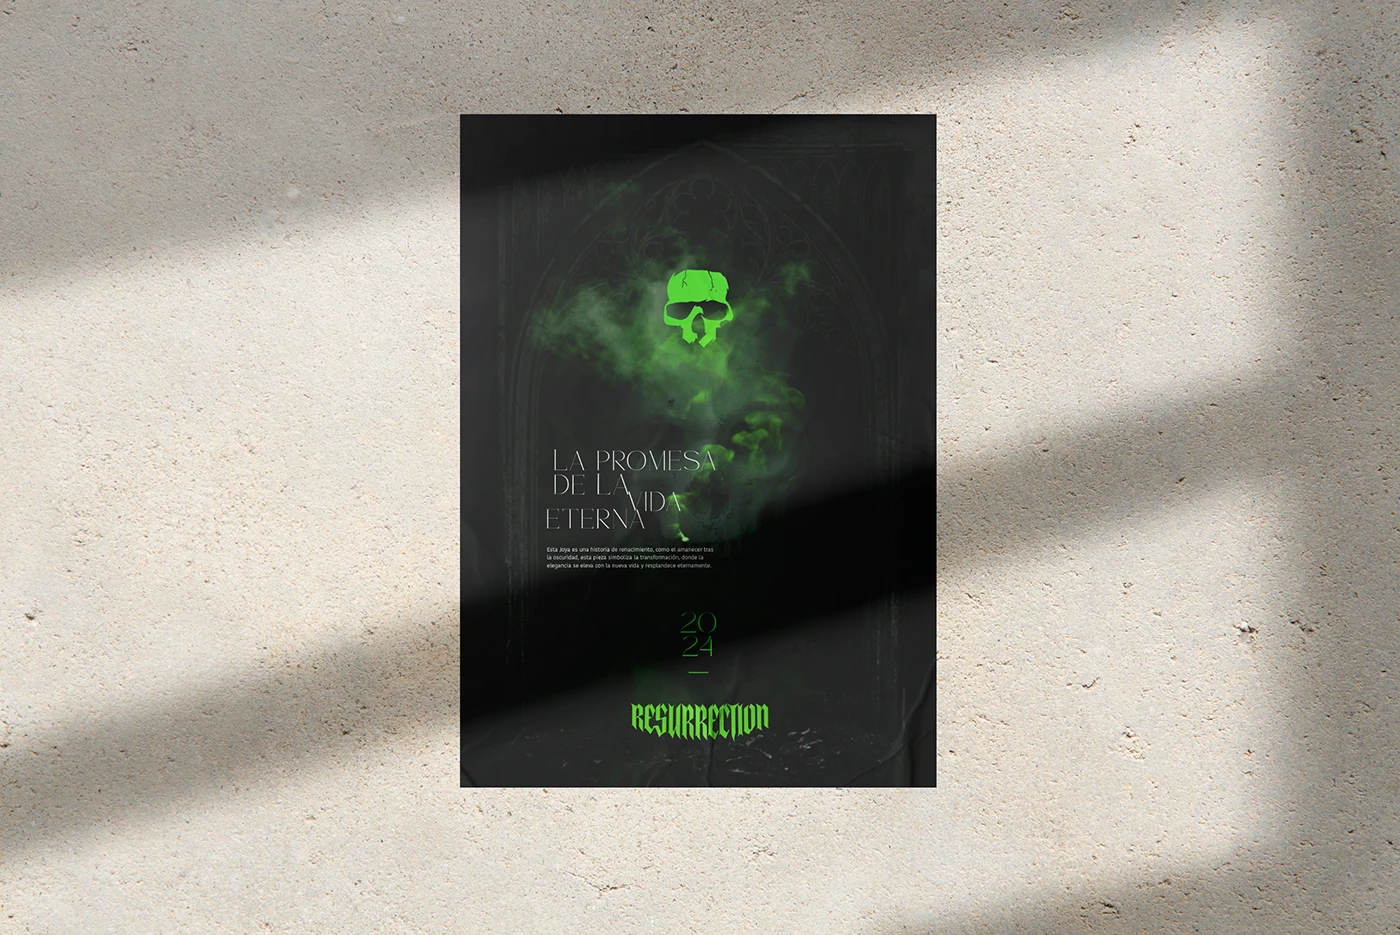 LA PROMESA
DE LA
VIDA
ETERNA
Esta Joya es una historia de renacimiento, como el amanecer tras
la oscuridad, esta pieza simboliza la transformación, donde la
elegancia se eleva con la nueva vida y resplandece eternamente.
20
24
RESURRECTION